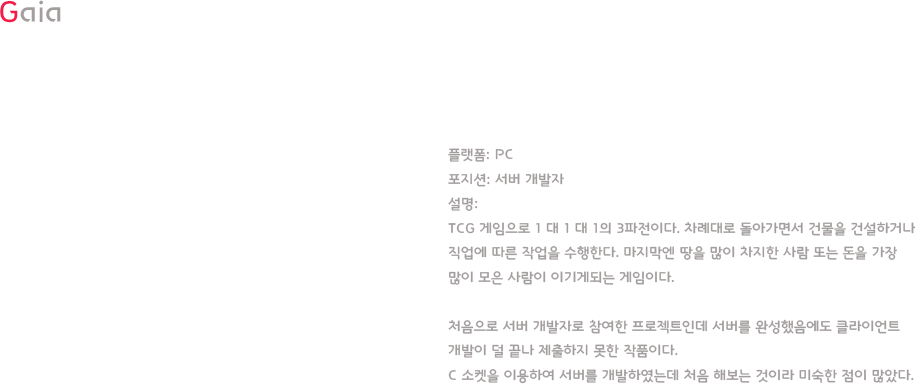 Gaia
플랫폼: PC
포지션: 서버 개발자
설명:
TCG 게임으로 1 대 1 대 1의 3파전이다. 차례대로 돌아가면서 건물을 건설하거나
직업에 따른 작업을 수행한다. 마지막엔 땅을 많이 차지한 사람 또는 돈을 가장
많이 모은 사람이 이기게되는 게임이다.
처음으로 서버 개발자로 참여한 프로젝트인데 서버를 완성했음에도 클라이언트
개발이 덜 끝나 제출하지 못한 작품이다.
C 소켓을 이용하여 서버를 개발하였는데 처음 해보는 것이라 미숙한 점이 많았다.